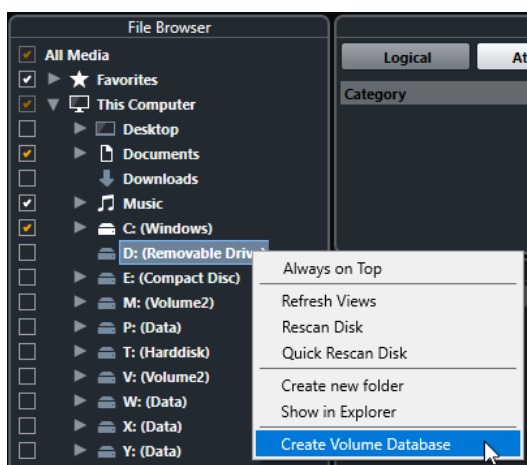 File Browser
All Media
Favorites
This Computer
Desktop
Documents
Downloads
Music
C: (Windows)
D: (Removable Driv
E: (Compact Disc)
M: (Volume2)
P: (Data)
T: (Harddisk)
V: (Volume2)
W: (Data)
X: (Data)
Y: (Data)
Logical
At
Category
Always on Top
Refresh Views
Rescan Disk
Quick Rescan Disk
Create new folder
Show in Explorer
Create Volume Database